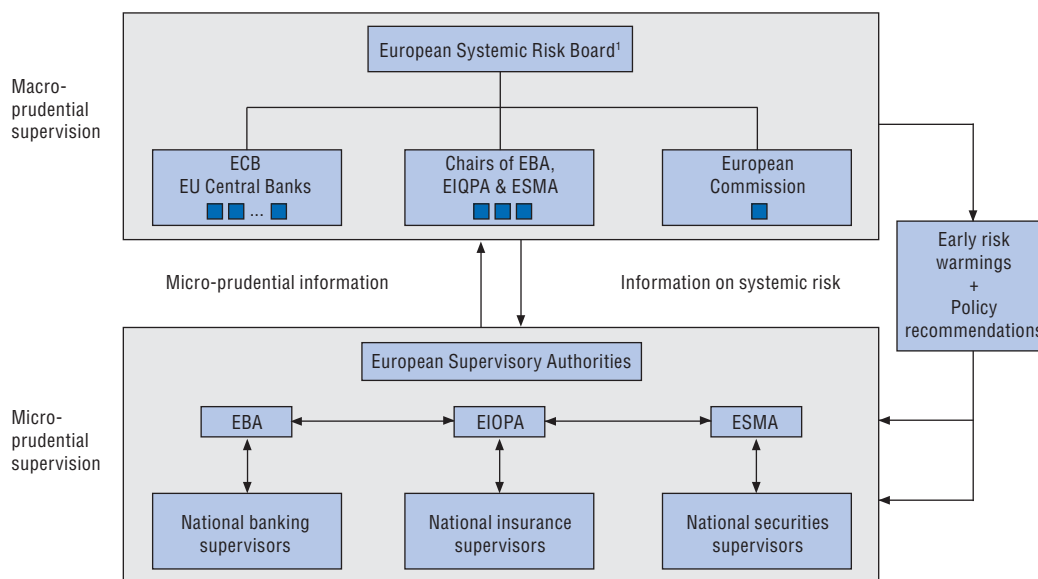 European Systemic Risk Board¹
Macro-
prudential
supervision
ECB
EU Central Banks
...
Chairs of EBA,
EIQPA & ESMA
European
Commission
Early risk
warmings
+
Policy
recommendations
Micro-prudential information
Information on systemic risk
European Supervisory Authorities
Micro-
prudential
supervision
EBA
EIOPA
ESMA
National banking
supervisors
National insurance
supervisors
National securities
supervisors